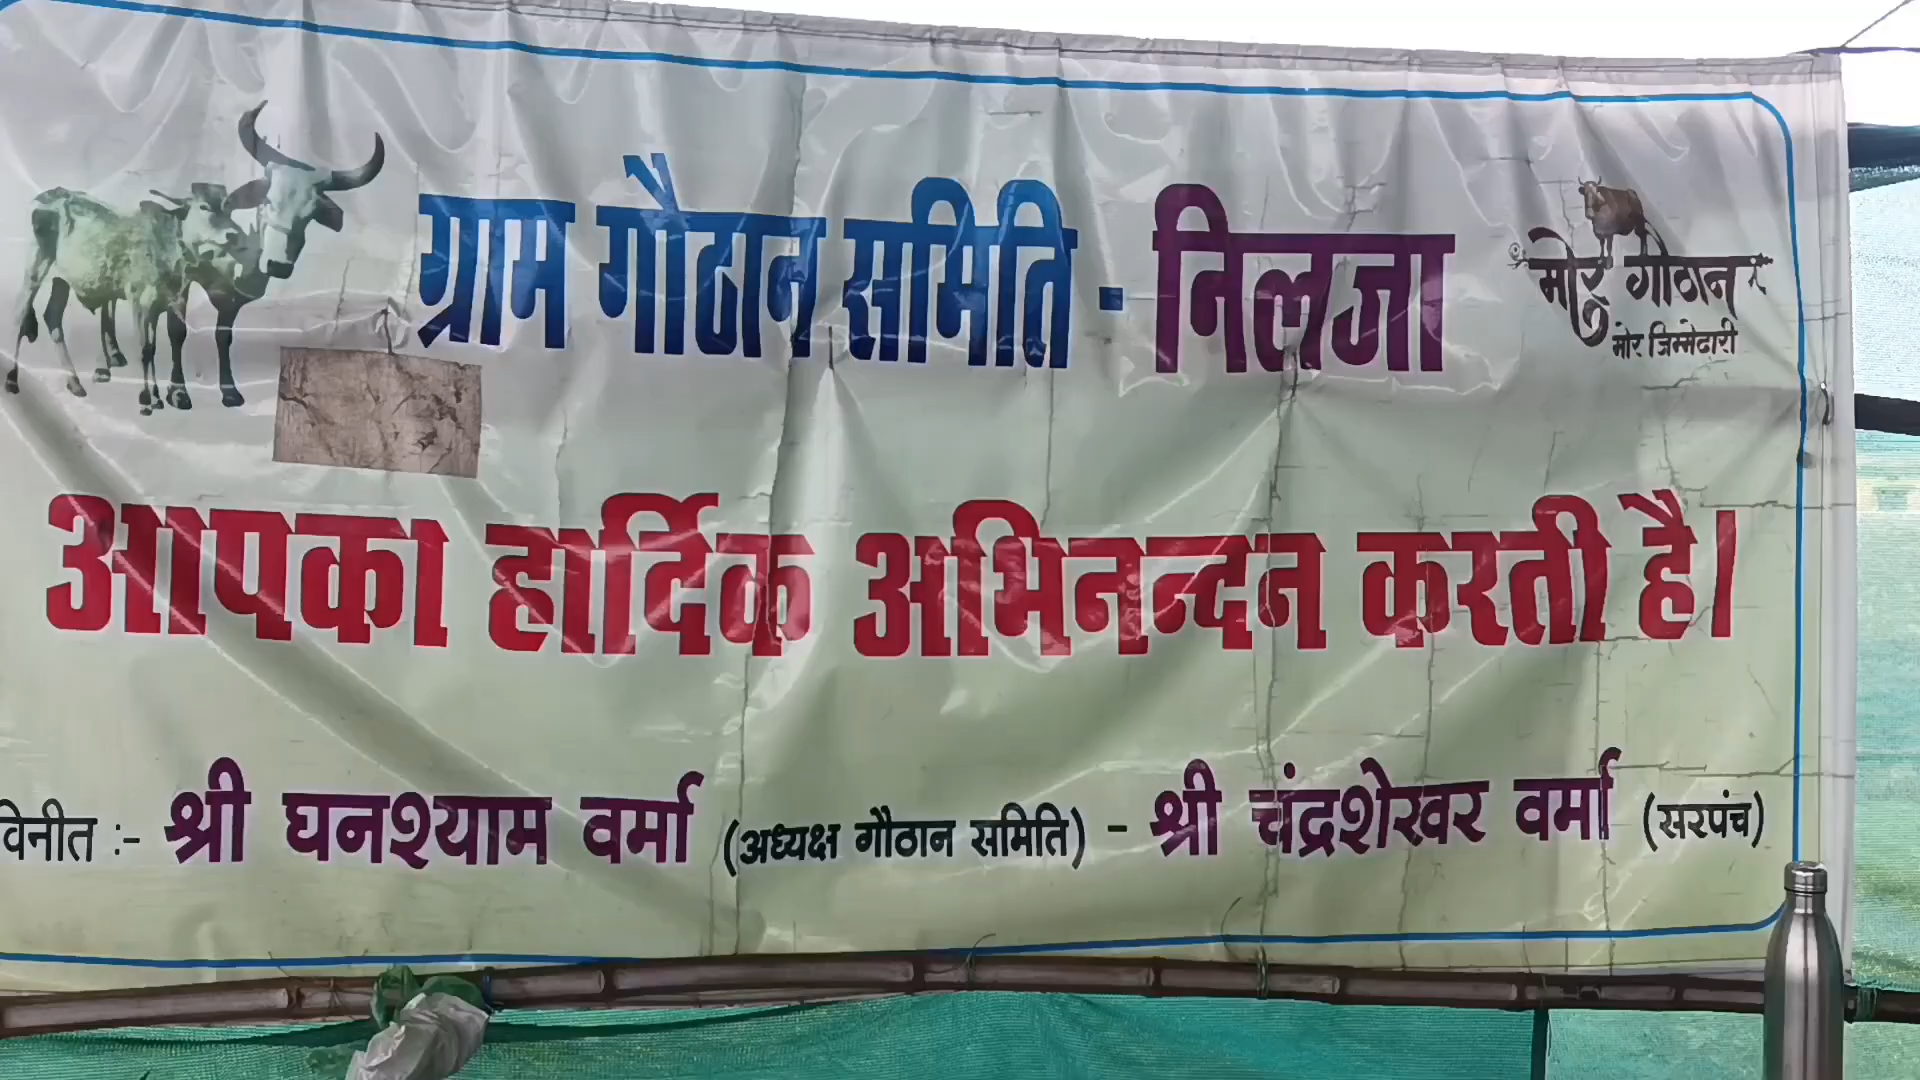 ग्राम गौठान समिति - निलजा
मोर गौठान
मोर जिम्मेदारी
आपका हार्दिक अभिनन्दन करती है।
विनीत :- श्री घनश्याम वर्मा (अध्यक्ष गौठान समिति) - श्री चंद्रशेखर वर्मा (सरपंच)